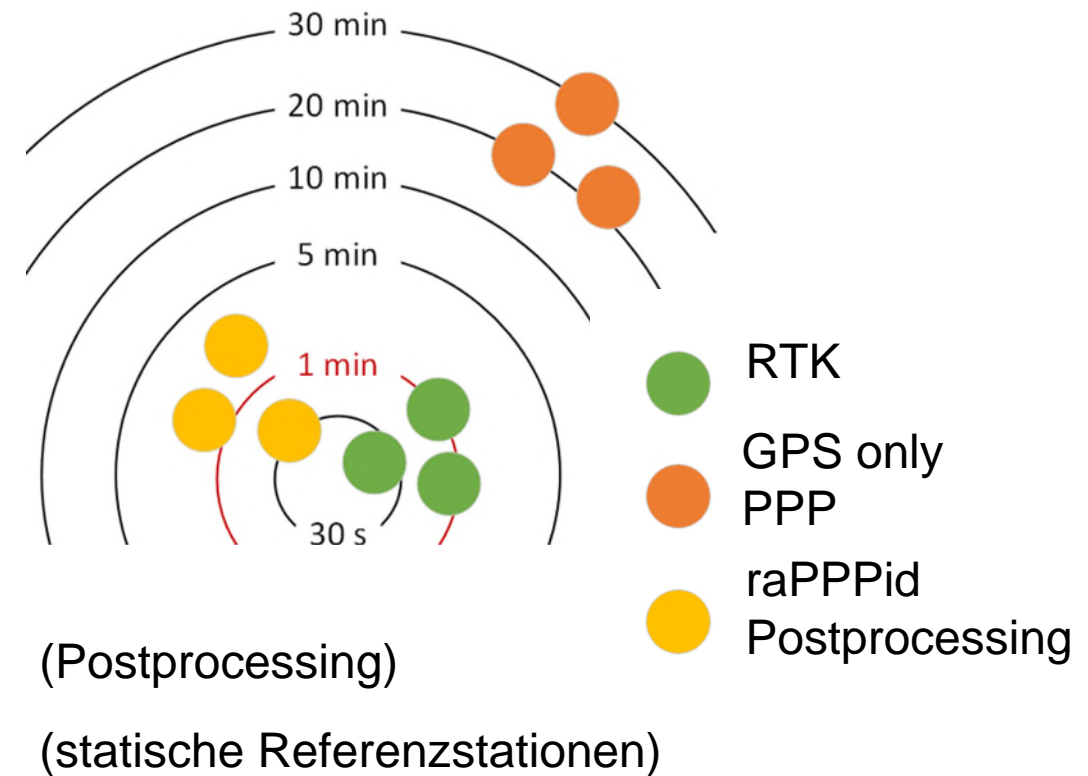 30 min
20 min
10 min
5 min
1 min
30 s
RTK
GPS only
PPP
raPPPid
Postprocessing
(Postprocessing)
(statische Referenzstationen)